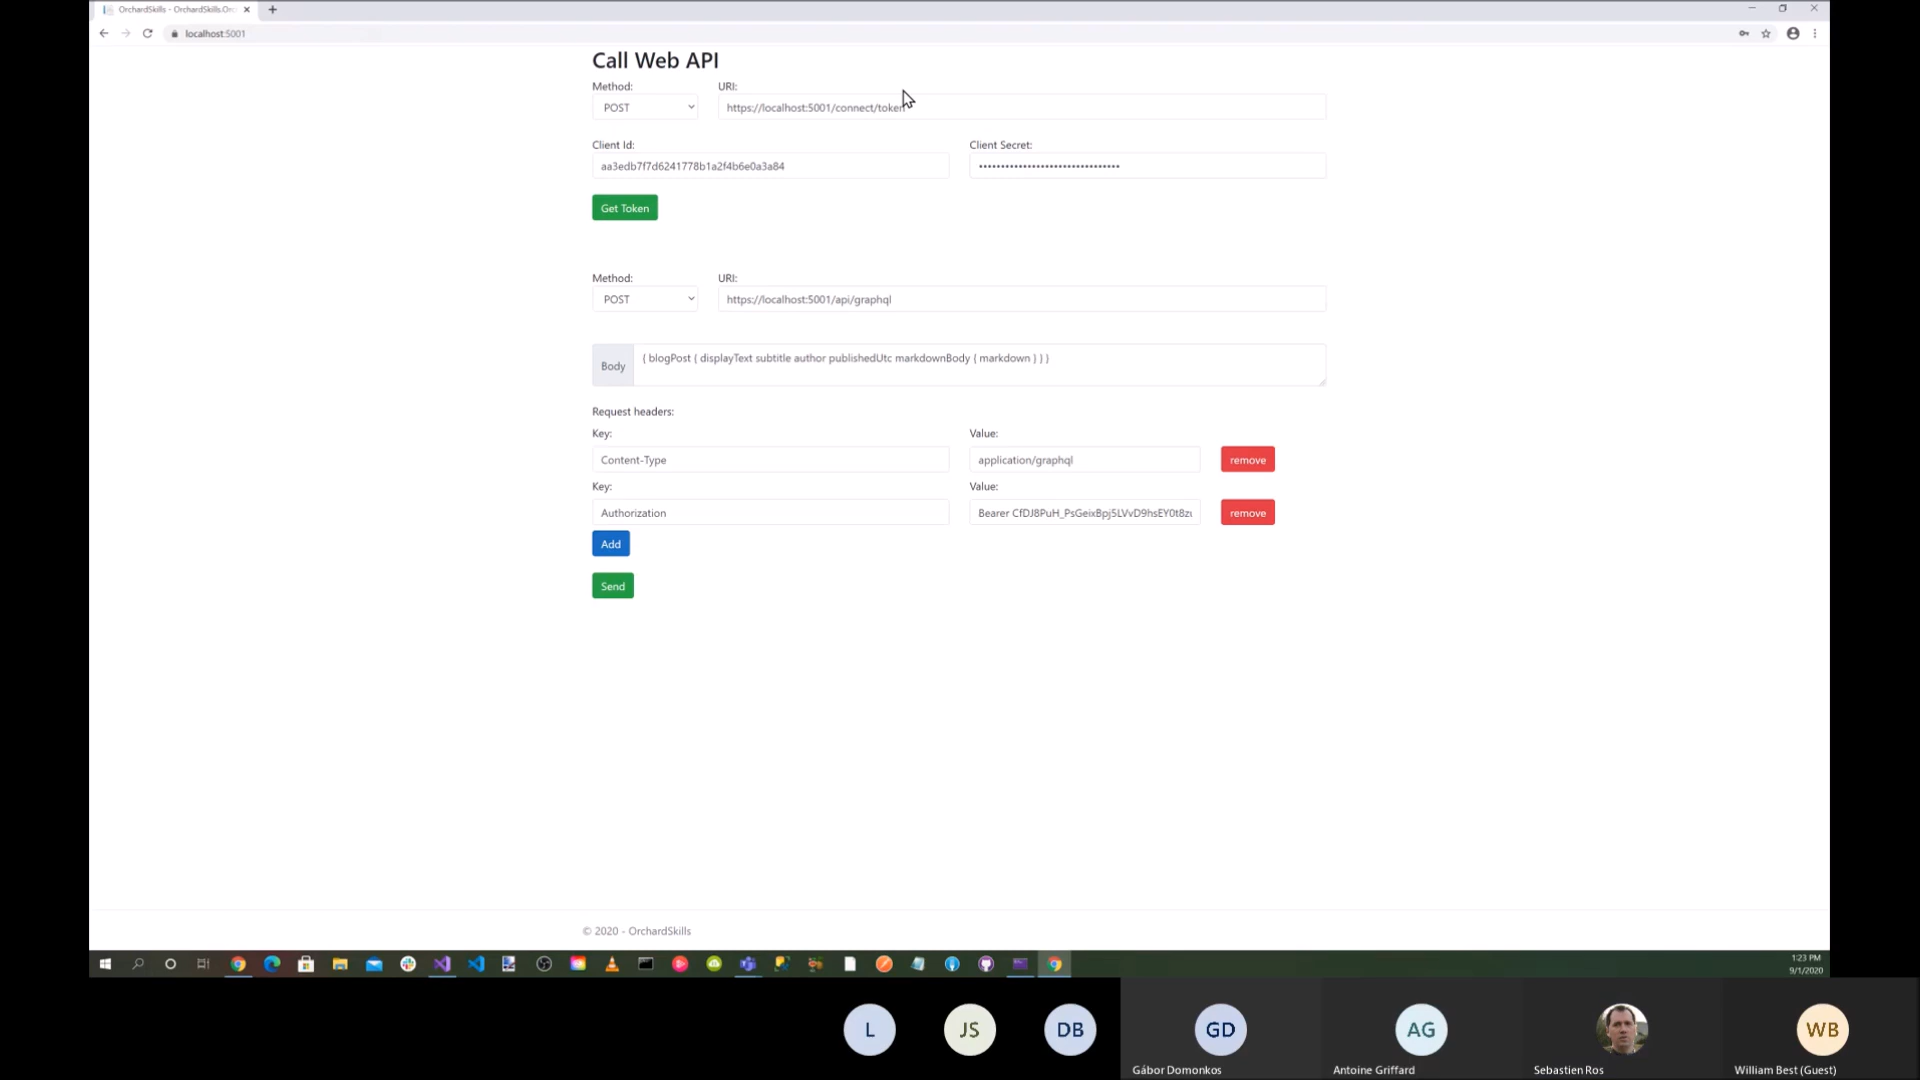 OrchardSkills - OrchardSkills.Orc
localhost:5001
Call Web API
Method: URI:
POST https://localhost:5001/connect/token
Client Id: Client Secret:
aa3edb7f7d6241778b1a2f4b6e0a3a84 ••••••••••••••••••••••••••••••••
Get Token
Method: URI:
POST https://localhost:5001/api/graphql
Body { blogPost { displayText subtitle author publishedUtc markdownBody { markdown } } }
Request headers:
Key: Value:
Content-Type application/graphql remove
Key: Value:
Authorization Bearer CfDJ8PuH_PsGeixBpj5LVvD9hsEY0t8zu remove
Add
Send
© 2020 - OrchardSkills
1:23 PM
9/1/2020
L JS DB GD AG WB
Gábor Domonkos Antoine Griffard Sebastien Ros William Best (Guest)